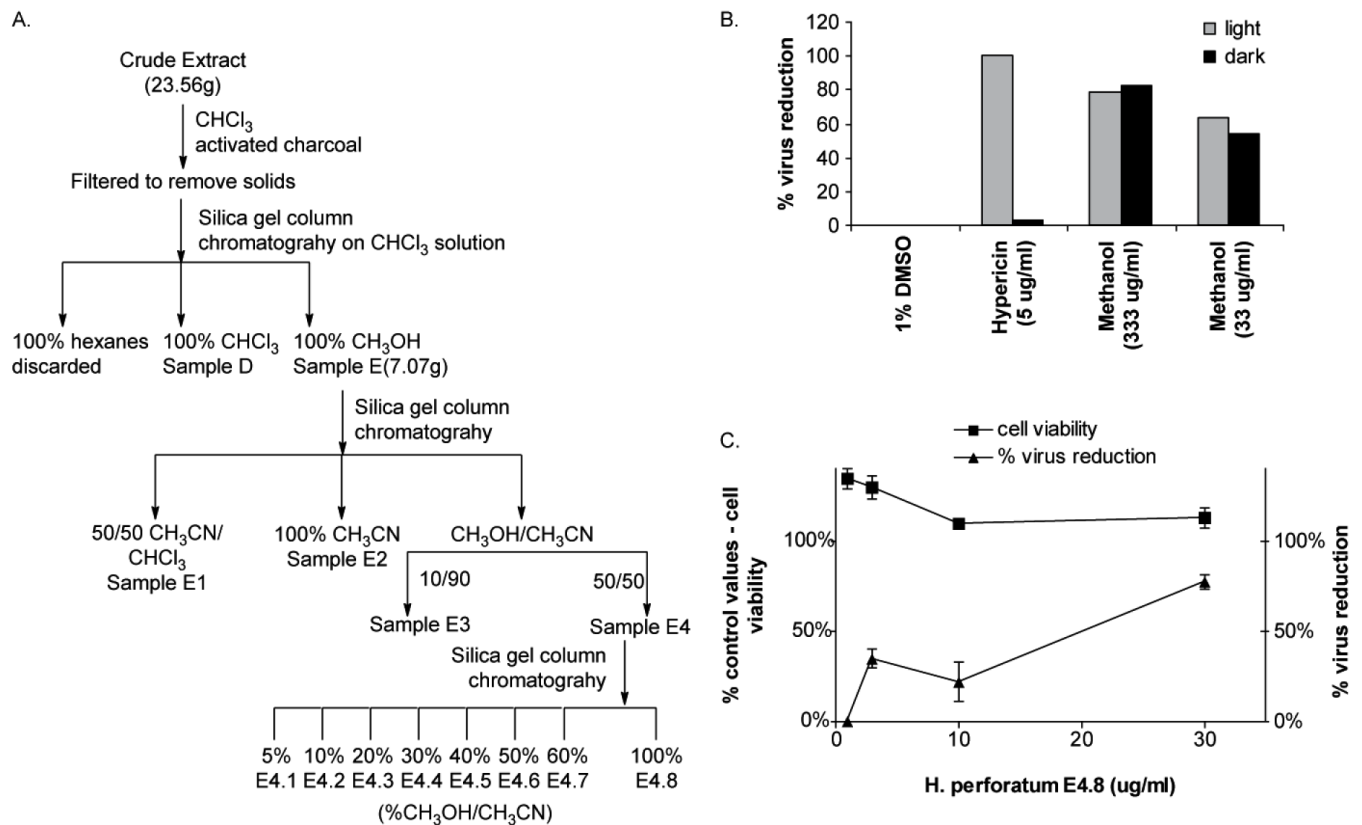 A.
Crude Extract
(23.56g)
CHCl₃
activated charcoal
Filtered to remove solids
Silica gel column
chromatograhy on CHCl₃ solution
100% hexanes
discarded
100% CHCl₃
Sample D
100% CH₃OH
Sample E(7.07g)
Silica gel column
chromatograhy
50/50 CH₃CN/
CHCl₃
Sample E1
100% CH₃CN
Sample E2
CH₃OH/CH₃CN
10/90
50/50
Sample E3
Sample E4
Silica gel column
chromatograhy
5% 10% 20% 30% 40% 50% 60% 100%
E4.1 E4.2 E4.3 E4.4 E4.5 E4.6 E4.7 E4.8
(%CH₃OH/CH₃CN)
B.
% virus reduction
120
100
80
60
40
20
0
light
dark
1% DMSO
Hypericin
(5 ug/ml)
Methanol
(333 ug/ml)
Methanol
(33 ug/ml)
C.
cell viability
% virus reduction
% control values - cell
viability
100%
50%
0%
100%
50%
0%
% virus reduction
0 10 20 30
H. perforatum E4.8 (ug/ml)